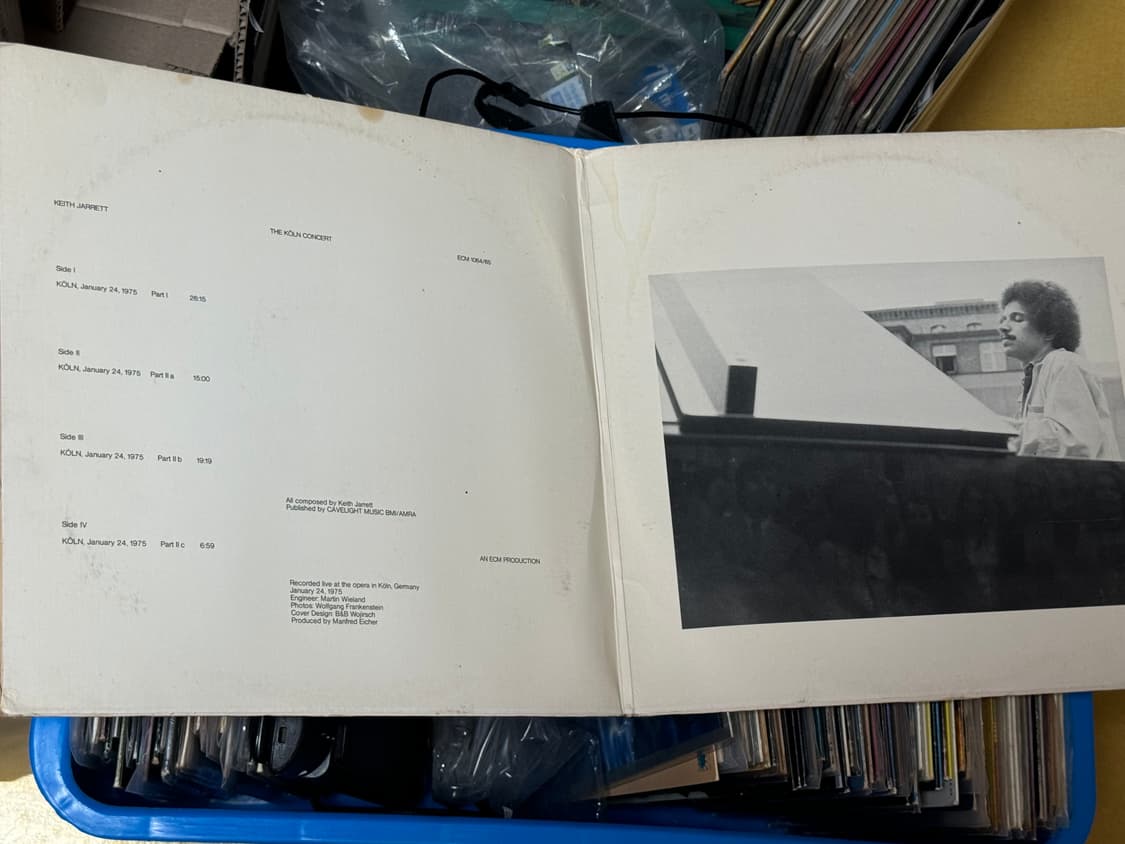 KEITH JARRETT
THE KÖLN CONCERT
ECM 1064/65
Side I
KÖLN, January 24, 1975 Part I 26:15
Side II
KÖLN, January 24, 1975 Part II a 15:00
Side III
KÖLN, January 24, 1975 Part II b 19:19
Side IV
KÖLN, January 24, 1975 Part II c 6:59
All composed by Keith Jarrett
Published by CAVELIGHT MUSIC BMI/AMRA
AN ECM PRODUCTION
Recorded live at the opera in Köln, Germany
January 24, 1975
Engineer: Martin Wieland
Photos: Wolfgang Frankenstein
Cover Design: B&B Wojirsch
Produced by Manfred Eicher